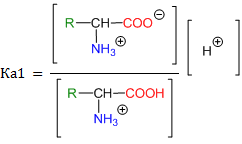 R—CH—COO⊖
NH₃⊕
H⊕
Ka1 =
R—CH—COOH
NH₃⊕